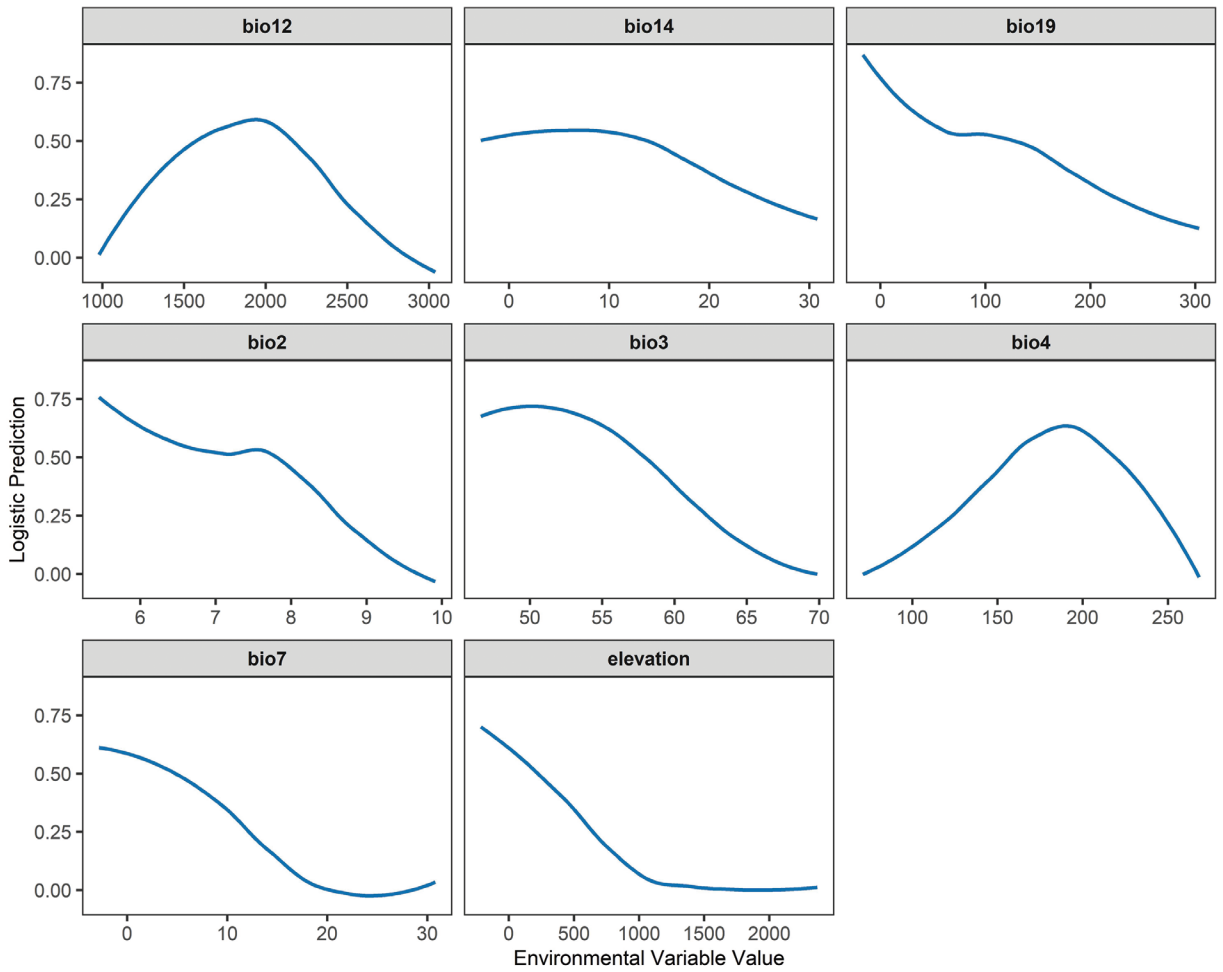 bio12
bio14
bio19
0.75
0.50
0.25
0.00
1000 1500 2000 2500 3000
0 10 20 30
0 100 200 300
bio2
bio3
bio4
0.75
0.50
0.25
0.00
6 7 8 9 10
50 55 60 65 70
100 150 200 250
Logistic Prediction
bio7
elevation
0.75
0.50
0.25
0.00
0 10 20 30
0 500 1000 1500 2000
Environmental Variable Value